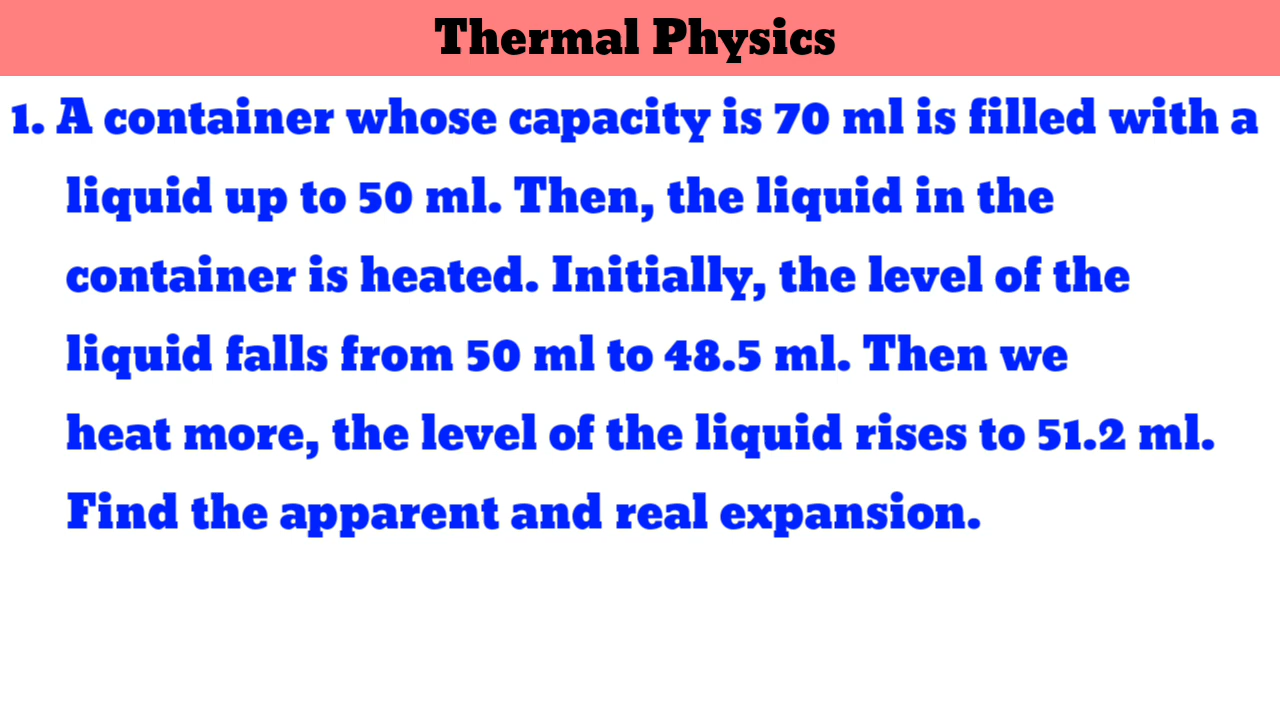 Thermal Physics
1. A container whose capacity is 70 ml is filled with a
liquid up to 50 ml. Then, the liquid in the
container is heated. Initially, the level of the
liquid falls from 50 ml to 48.5 ml. Then we
heat more, the level of the liquid rises to 51.2 ml.
Find the apparent and real expansion.